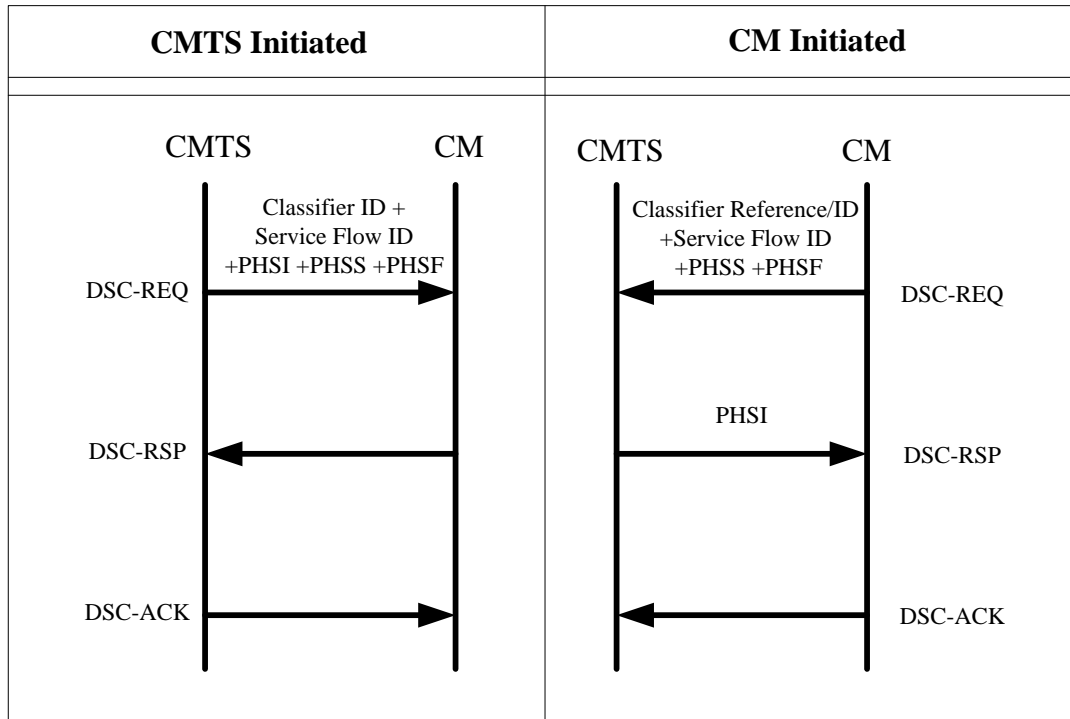 CMTS Initiated
CM Initiated
CMTS
CM
Classifier ID +
Service Flow ID
+PHSI +PHSS +PHSF
DSC-REQ
DSC-RSP
DSC-ACK
CMTS
CM
Classifier Reference/ID
+Service Flow ID
+PHSS +PHSF
DSC-REQ
PHSI
DSC-RSP
DSC-ACK